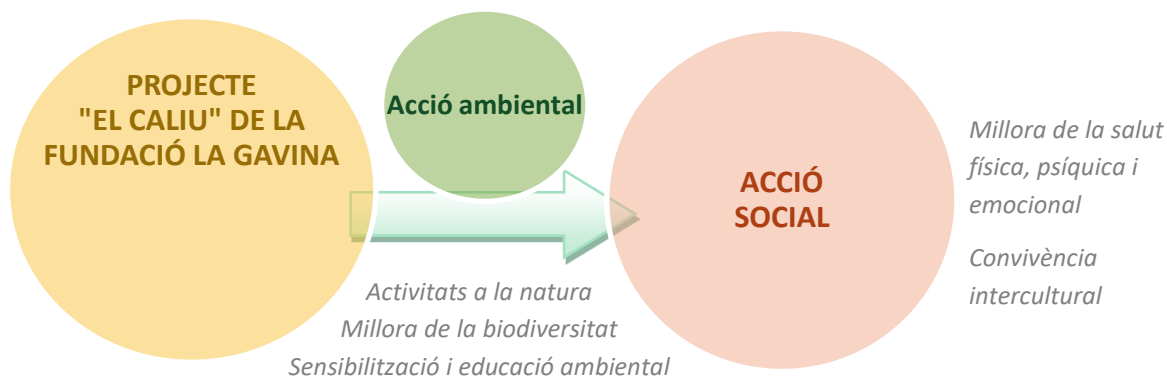 PROJECTE
"EL CALIU" DE LA
FUNDACIÓ LA GAVINA
Acció ambiental
Activitats a la natura
Millora de la biodiversitat
Sensibilització i educació ambiental
ACCIÓ
SOCIAL
Millora de la salut
física, psíquica i
emocional
Convivència
intercultural